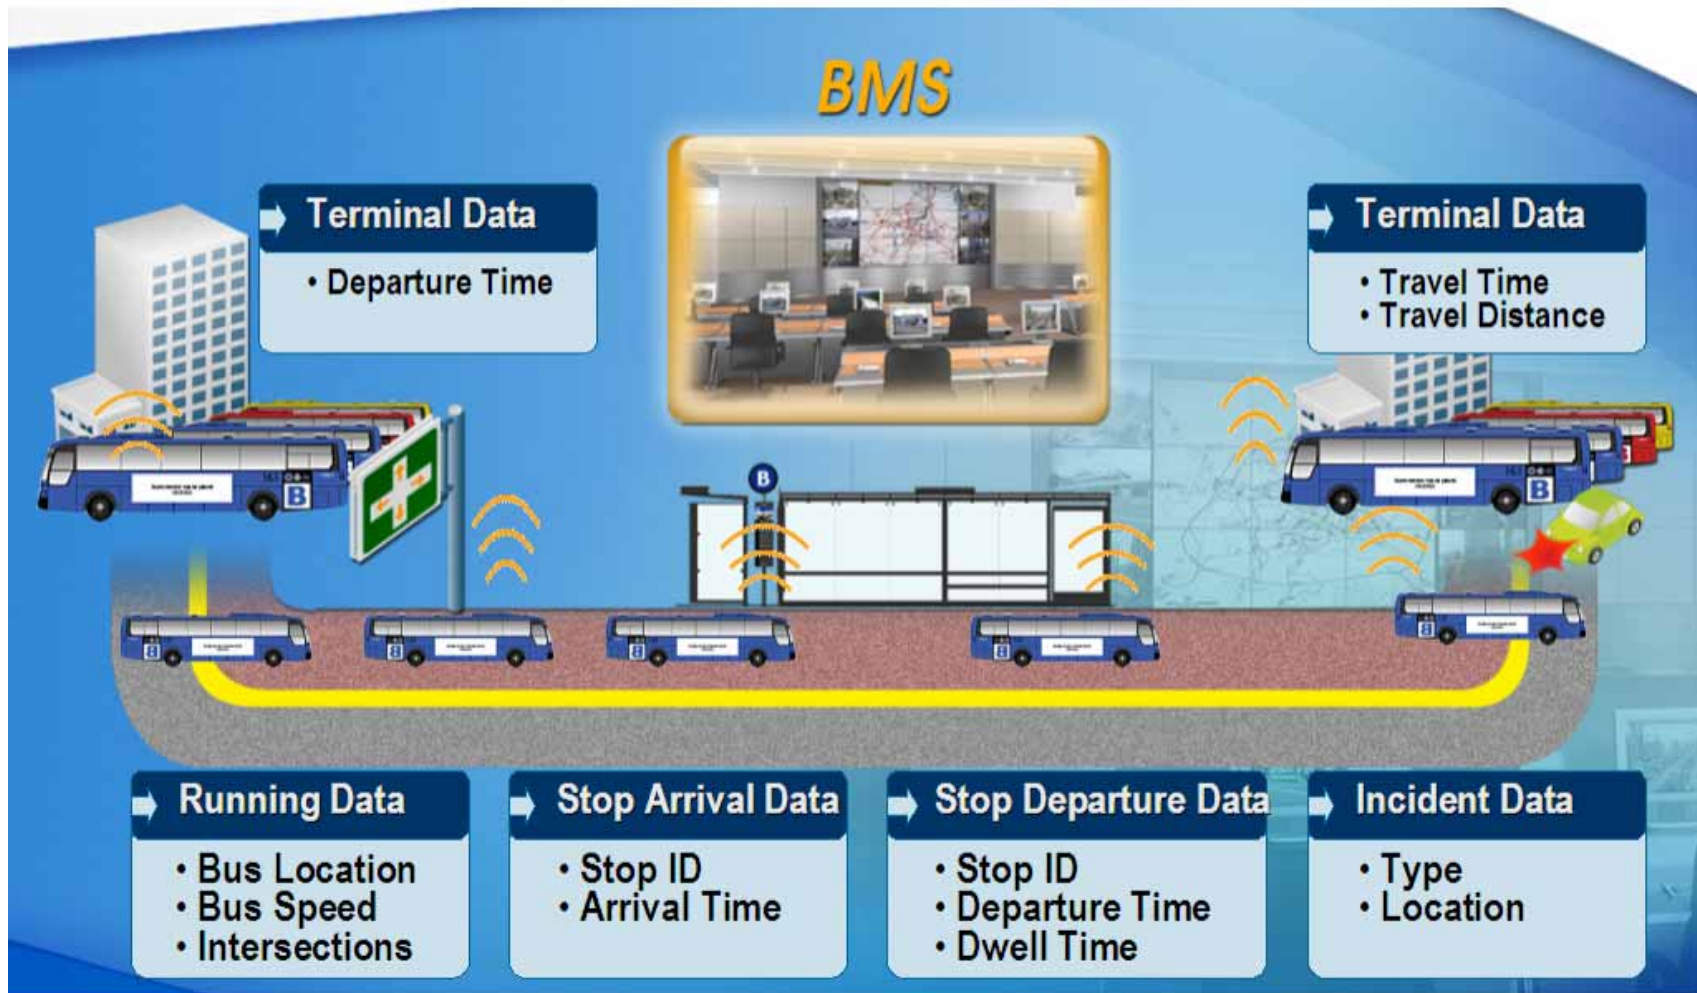 BMS
Terminal Data
• Departure Time
Terminal Data
• Travel Time
• Travel Distance
B
B
B
B
B
B
B
B
Running Data
• Bus Location
• Bus Speed
• Intersections
Stop Arrival Data
• Stop ID
• Arrival Time
Stop Departure Data
• Stop ID
• Departure Time
• Dwell Time
Incident Data
• Type
• Location